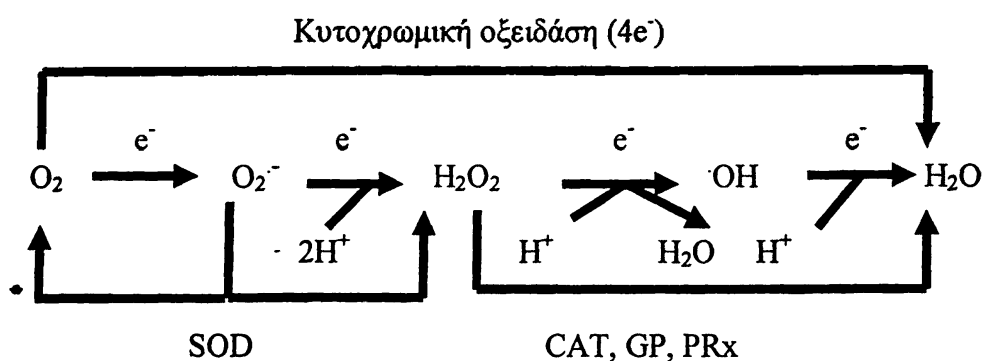 Κυτοχρωμική οξειδάση (4e⁻)
e⁻ e⁻ e⁻ e⁻
O₂ O₂·⁻ H₂O₂ ·OH H₂O
2H⁺ H⁺ H₂O H⁺
SOD CAT, GP, PRx